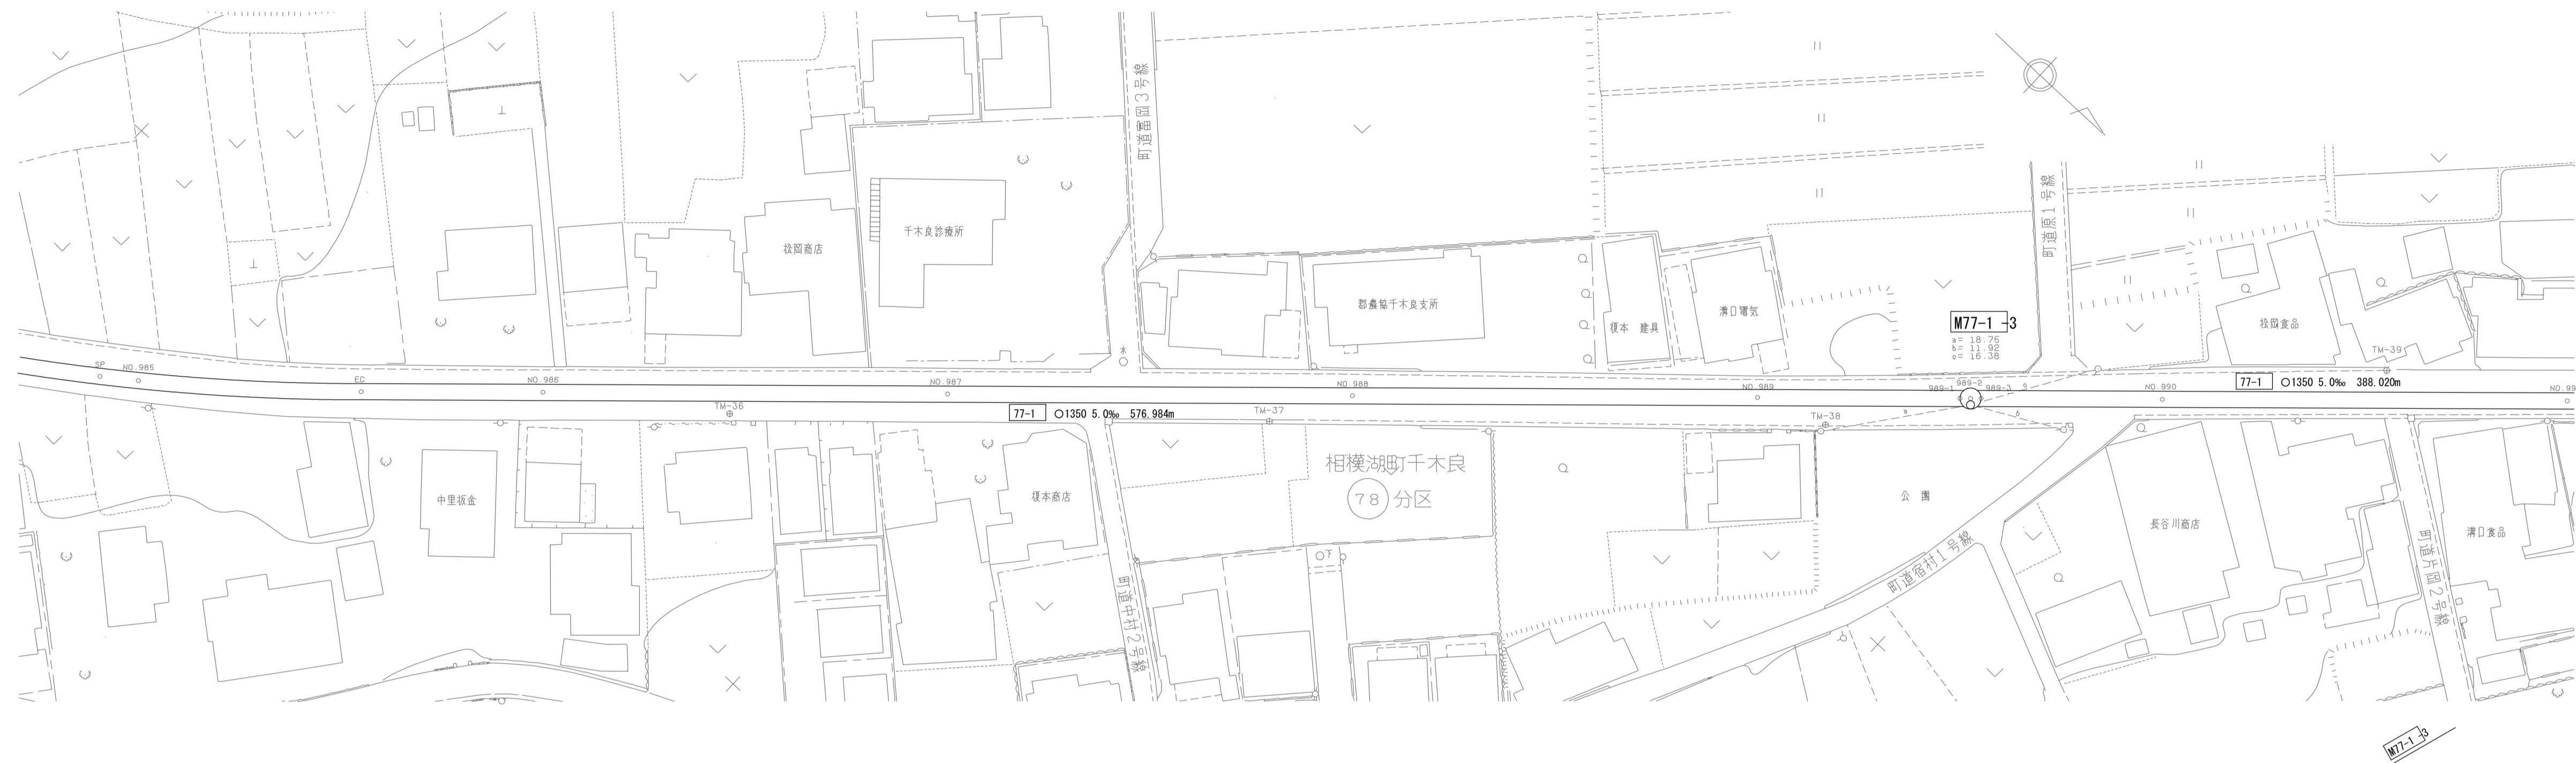 町道富岡3号線
町道原1号線
千木良診療所
松岡商店
郡農協千木良支所
榎本 建具
溝口電気
M77-1 -3
a= 18.75
b= 11.92
c= 16.38
松岡食品
TM-39
SP
NO.985
EC
NO.986
NO.987
NO.988
NO.989
989-1
989-2
989-3
NO.990
77-1 ○1350 5.0‰ 388.020m
NO.99
木
TM-36
77-1 ○1350 5.0‰ 576.984m
TM-37
TM-38
a
b
相模湖町千木良
78 分区
中里板金
榎本商店
公 園
長谷川商店
溝口食品
町道中村2号線
下
町道宿村1号線
町道片岡2号線
M77-1 -3